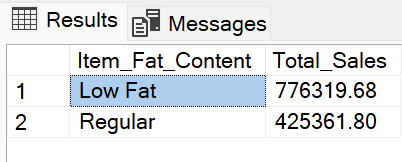 Results Messages
Item_Fat_Content Total_Sales
1 Low Fat 776319.68
2 Regular 425361.80